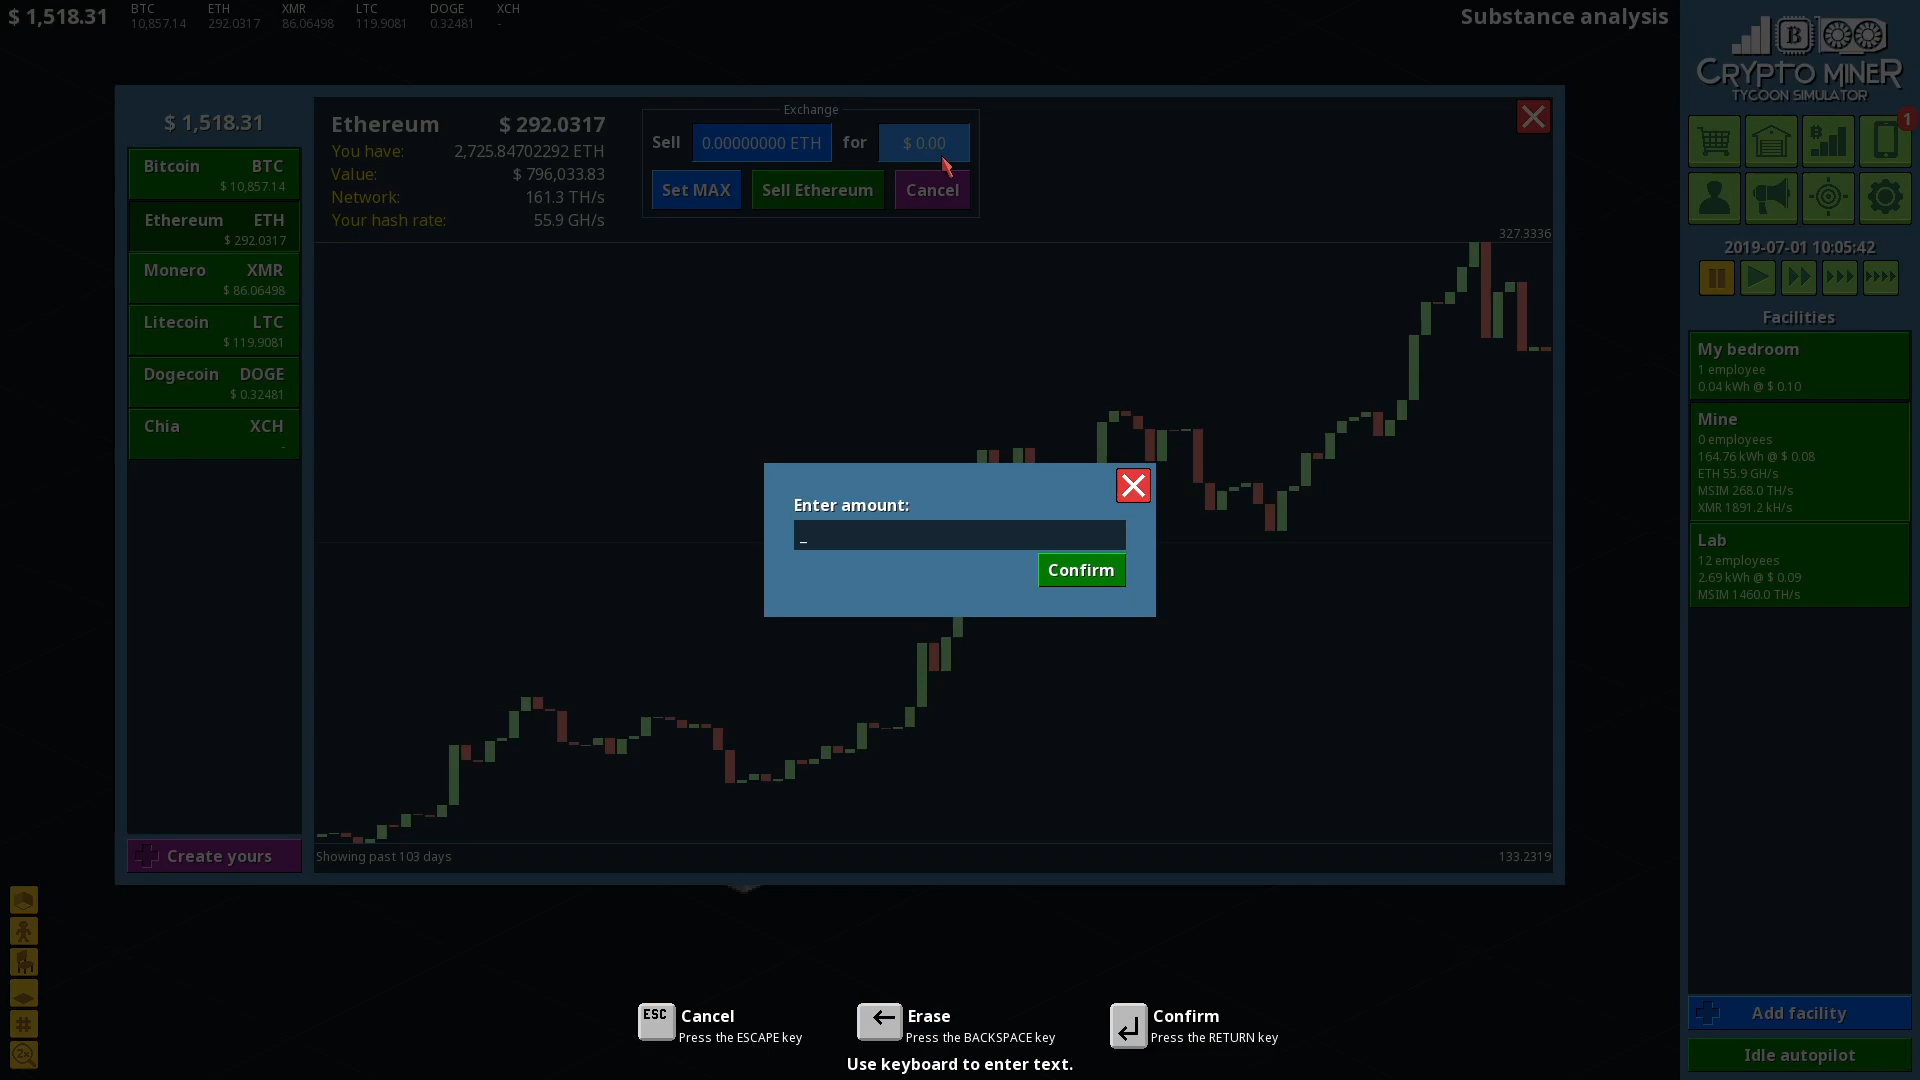 $ 1,518.31
BTC ETH XMR LTC DOGE XCH
10,857.14 292.0317 86.06498 119.9081 0.32481 -
Substance analysis
CRYPTO MINER
TYCOON SIMULATOR
1
2019-07-01 10:05:42
Facilities
My bedroom
1 employee
0.04 kWh @ $ 0.10
Mine
0 employees
164.76 kWh @ $ 0.08
ETH 55.9 GH/s
MSIM 268.0 TH/s
XMR 1891.2 kH/s
Lab
12 employees
2.69 kWh @ $ 0.09
MSIM 1460.0 TH/s
Add facility
Idle autopilot
$ 1,518.31
Bitcoin BTC
$ 10,857.14
Ethereum ETH
$ 292.0317
Monero XMR
$ 86.06498
Litecoin LTC
$ 119.9081
Dogecoin DOGE
$ 0.32481
Chia XCH
-
Create yours
Ethereum $ 292.0317
You have: 2,725.84702292 ETH
Value: $ 796,033.83
Network: 161.3 TH/s
Your hash rate: 55.9 GH/s
Exchange
Sell 0.00000000 ETH for $ 0.00
Set MAX Sell Ethereum Cancel
327.3336
Enter amount:
_
Confirm
Showing past 103 days
133.2319
2x
ESC Cancel
Press the ESCAPE key
Erase
Press the BACKSPACE key
Confirm
Press the RETURN key
Use keyboard to enter text.